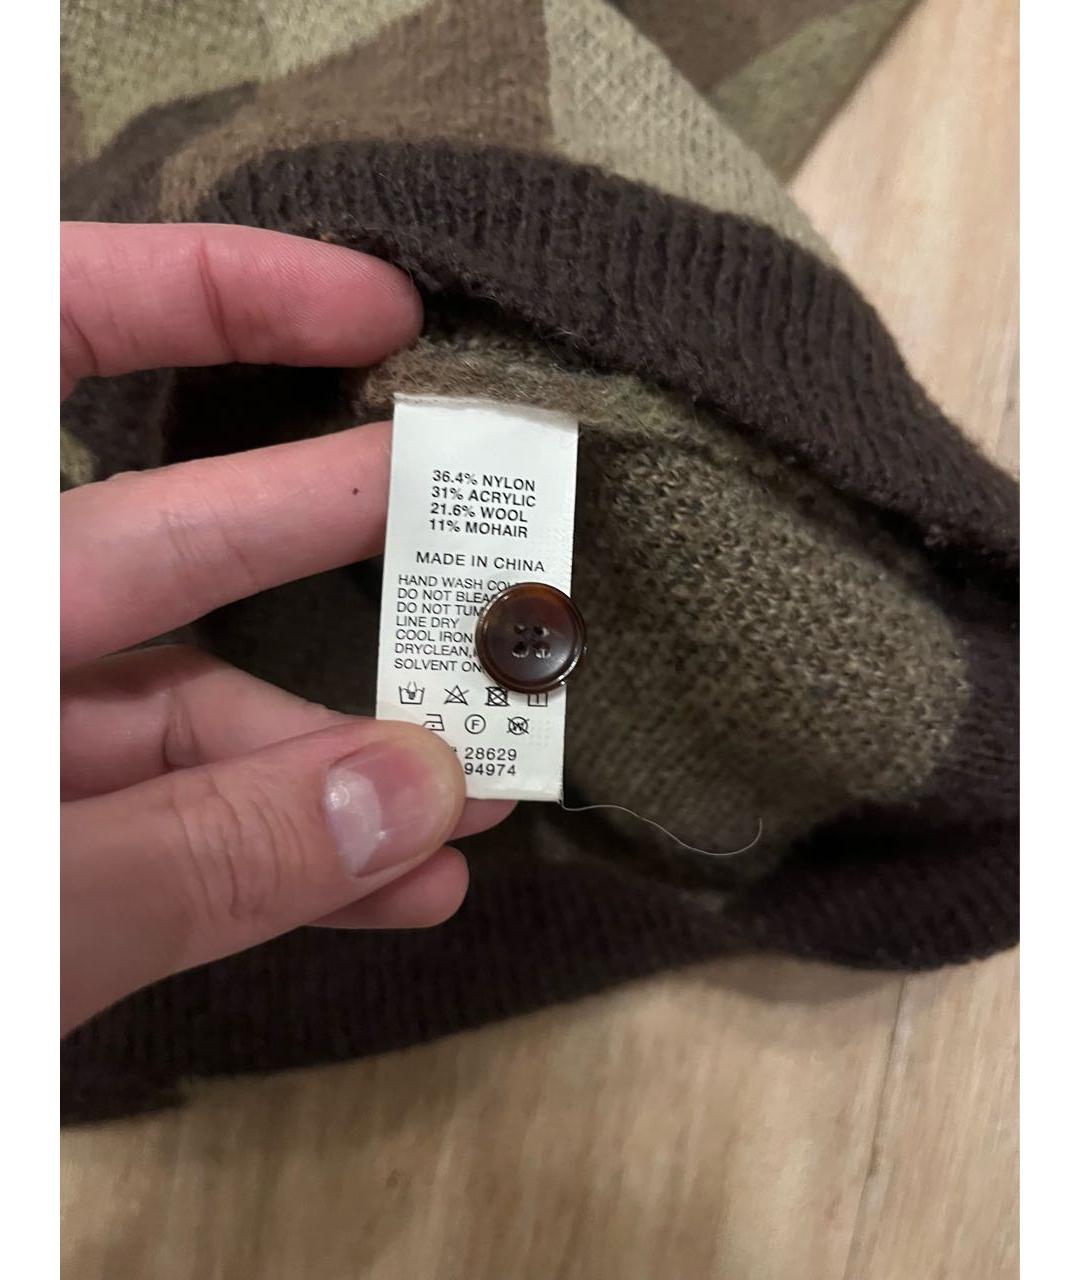 36.4% NYLON
31% ACRYLIC
21.6% WOOL
11% MOHAIR
MADE IN CHINA
HAND WASH
DO NOT
DO NOT
LINE DRY
COOL IRON
DRYCLEAN,
SOLVENT
F
W
28629
94974